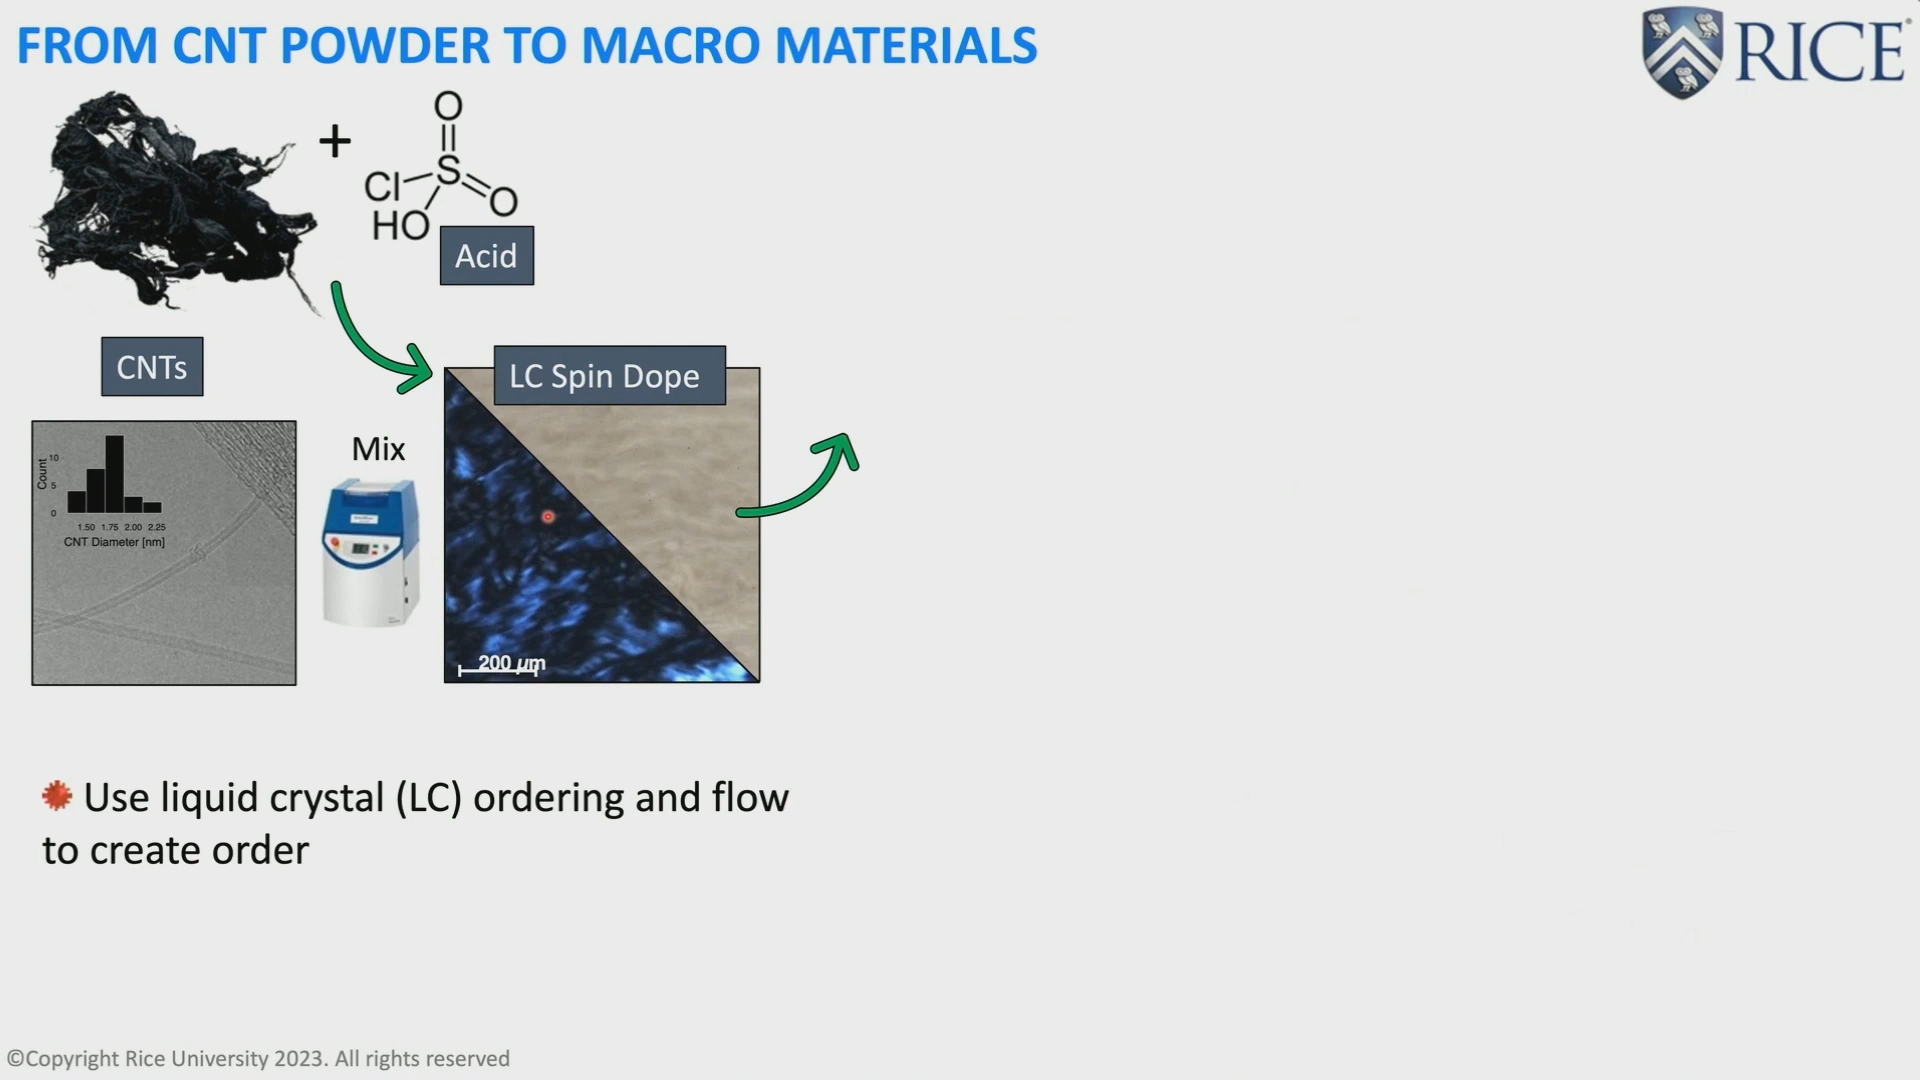 FROM CNT POWDER TO MACRO MATERIALS
RICE
+
O
S
Cl
O
HO
Acid
CNTs
LC Spin Dope
Mix
Count
10
5
0
1.50 1.75 2.00 2.25
CNT Diameter [nm]
200 µm
Use liquid crystal (LC) ordering and flow
to create order
©Copyright Rice University 2023. All rights reserved